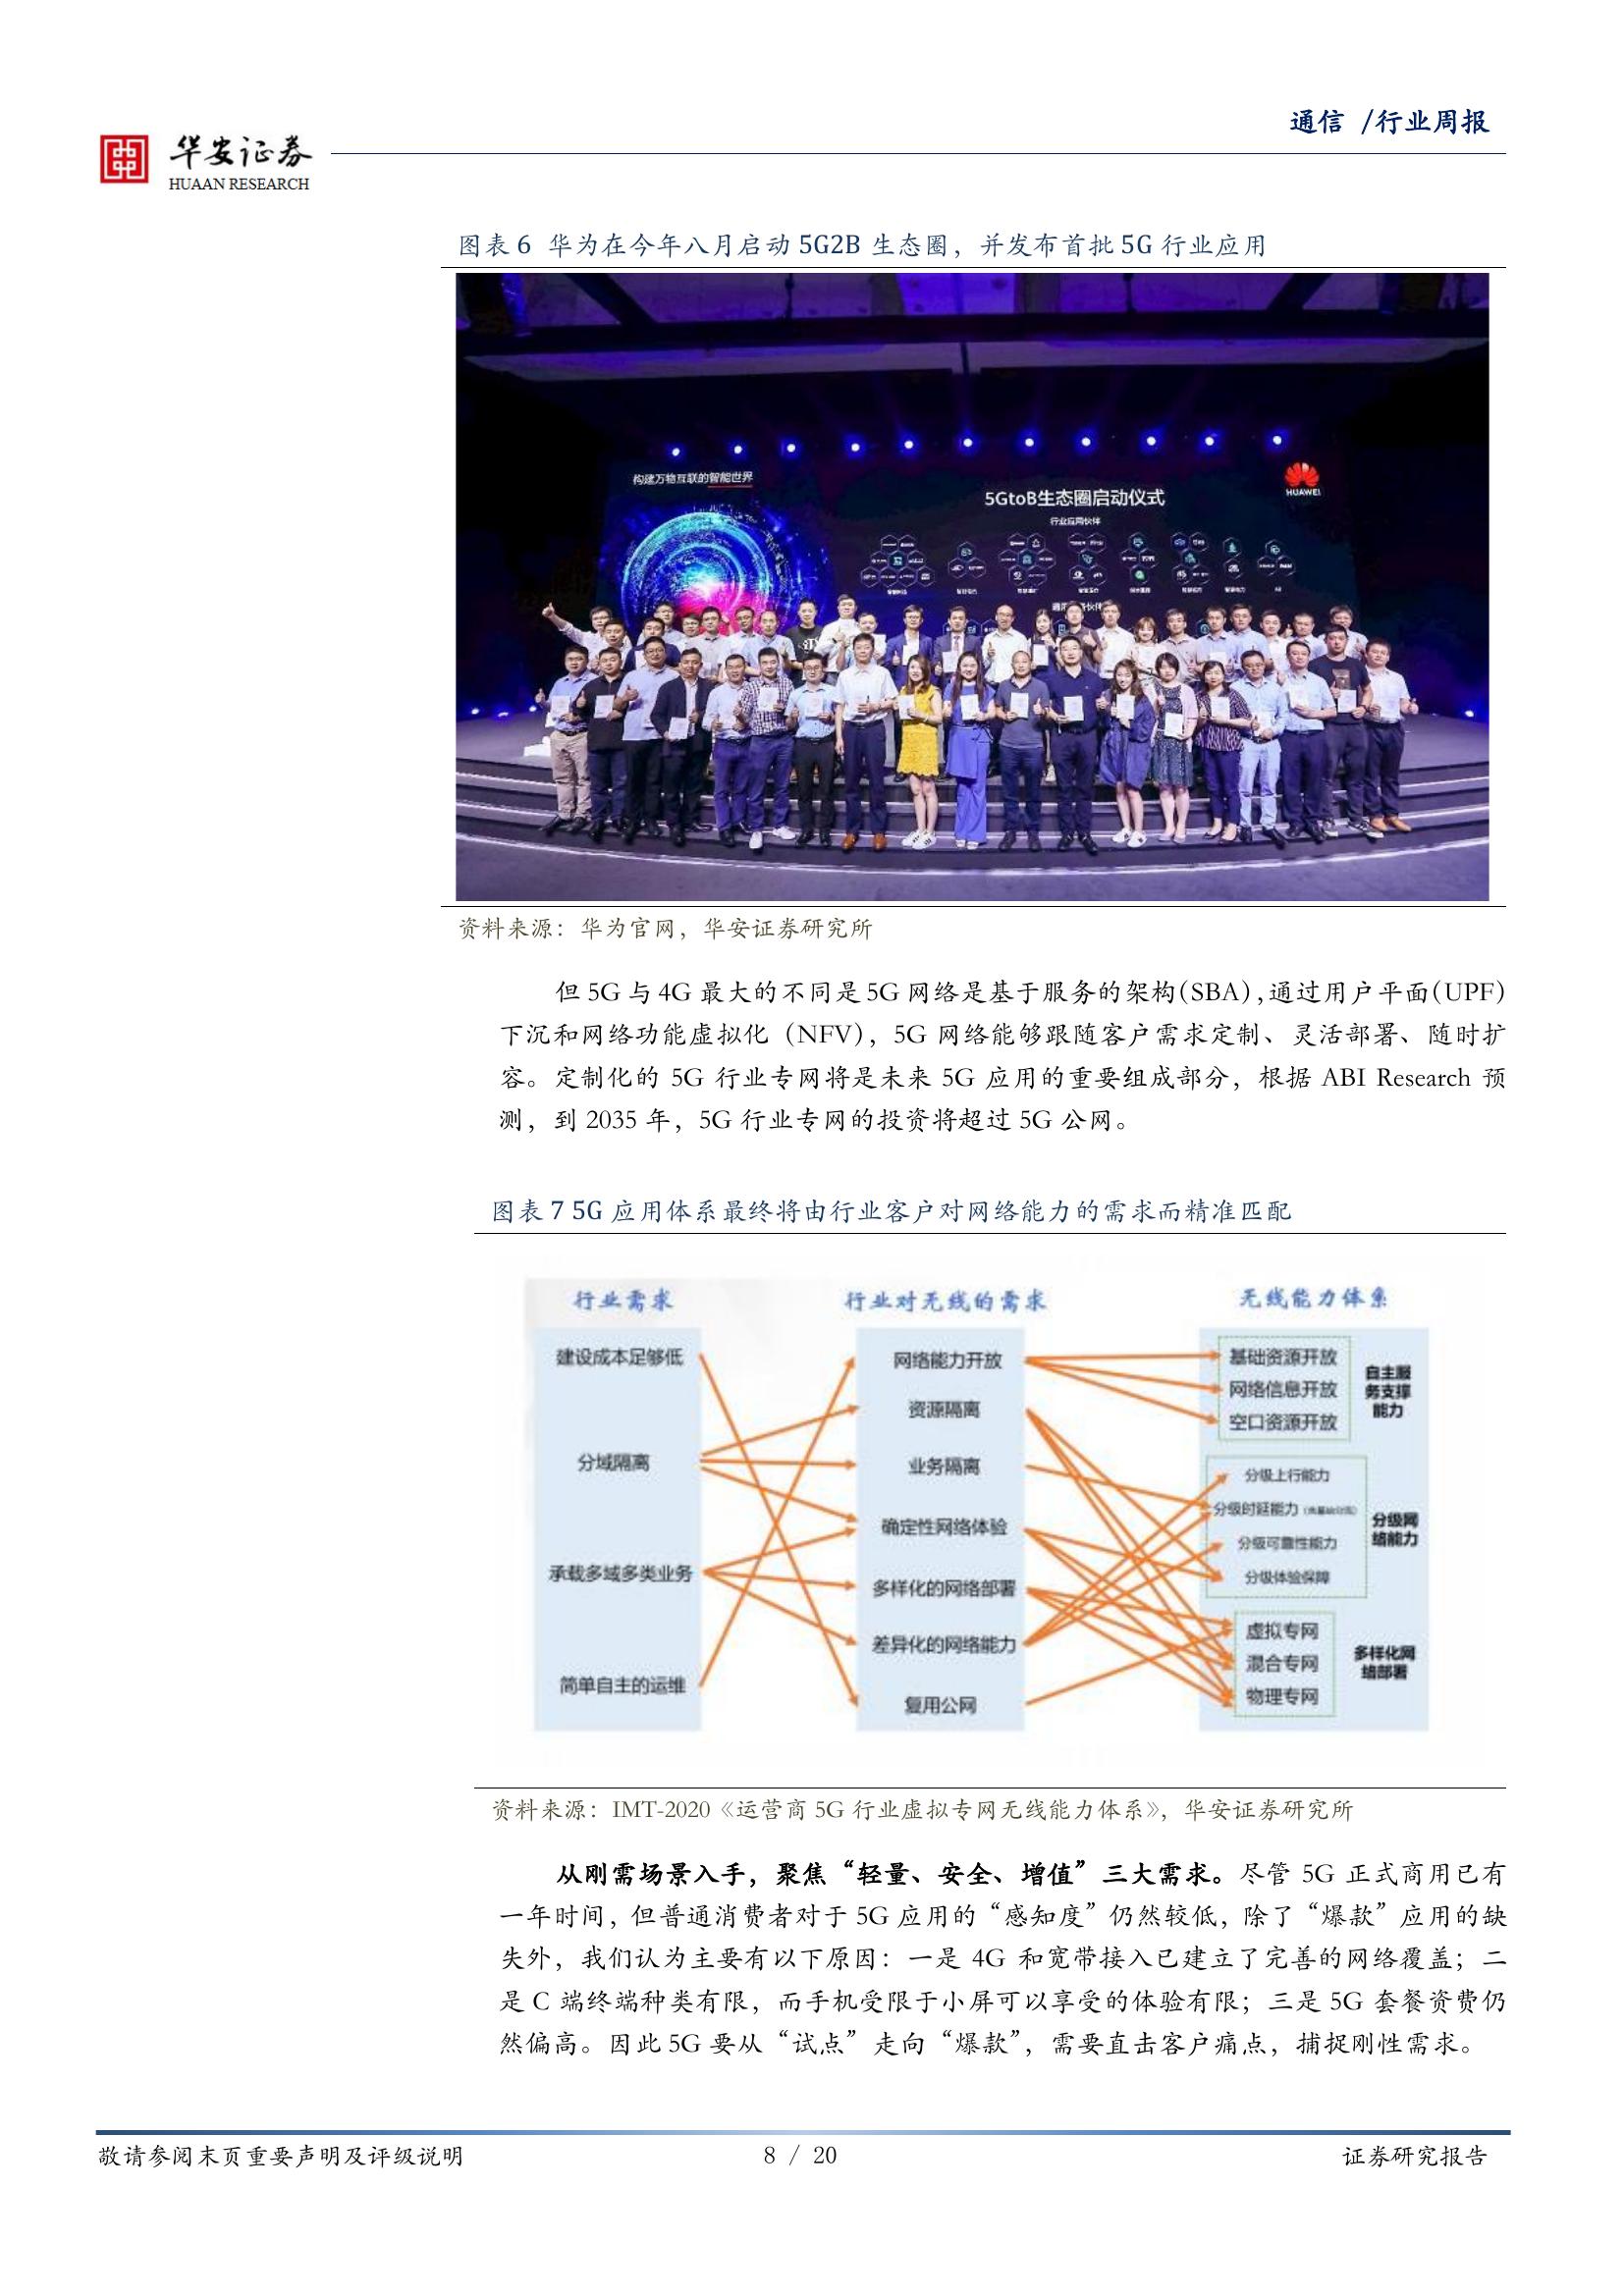 通信 /行业周报
华安证券
HUAAN RESEARCH
图表 6 华为在今年八月启动 5G2B 生态圈，并发布首批 5G 行业应用
构建万物互联的智能世界
HUAWEI
5GtoB生态圈启动仪式
行业应用伙伴
资料来源：华为官网，华安证券研究所
但 5G 与 4G 最大的不同是 5G 网络是基于服务的架构(SBA),通过用户平面(UPF)
下沉和网络功能虚拟化（NFV），5G 网络能够跟随客户需求定制、灵活部署、随时扩
容。定制化的 5G 行业专网将是未来 5G 应用的重要组成部分，根据 ABI Research 预
测，到 2035 年，5G 行业专网的投资将超过 5G 公网。
图表 7 5G 应用体系最终将由行业客户对网络能力的需求而精准匹配
行业需求
建设成本足够低
分域隔离
承载多域多类业务
简单自主的运维
行业对无线的需求
网络能力开放
资源隔离
业务隔离
确定性网络体验
多样化的网络部署
差异化的网络能力
复用公网
无线能力体系
基础资源开放
网络信息开放
空口资源开放
自主服
务支撑
能力
分级上行能力
分级时延能力
分级可靠性能力
分级体验保障
分级网
络能力
虚拟专网
混合专网
物理专网
多样化网
络部署
资料来源：IMT-2020《运营商 5G 行业虚拟专网无线能力体系》，华安证券研究所
从刚需场景入手，聚焦“轻量、安全、增值”三大需求。尽管 5G 正式商用已有
一年时间，但普通消费者对于 5G 应用的“感知度”仍然较低，除了“爆款”应用的缺
失外，我们认为主要有以下原因：一是 4G 和宽带接入已建立了完善的网络覆盖；二
是 C 端终端种类有限，而手机受限于小屏可以享受的体验有限；三是 5G 套餐资费仍
然偏高。因此 5G 要从“试点”走向“爆款”，需要直击客户痛点，捕捉刚性需求。
敬请参阅末页重要声明及评级说明
8 / 20
证券研究报告